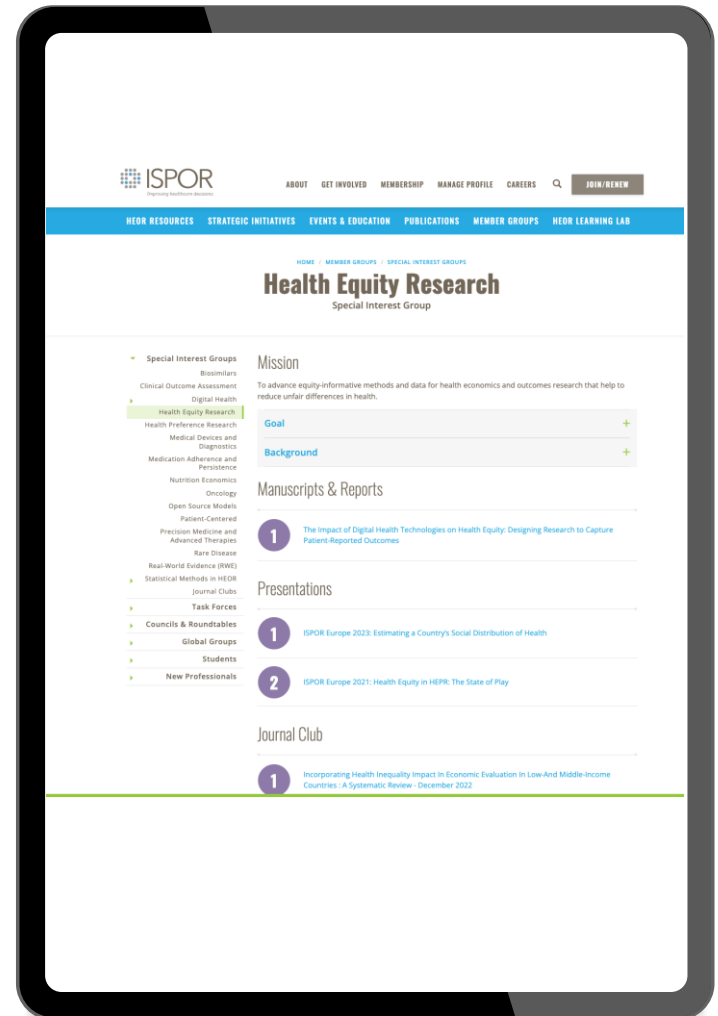 ISPOR
Improving healthcare decisions
ABOUT GET INVOLVED MEMBERSHIP MANAGE PROFILE CAREERS JOIN/RENEW
HEOR RESOURCES STRATEGIC INITIATIVES EVENTS & EDUCATION PUBLICATIONS MEMBER GROUPS HEOR LEARNING LAB
HOME / MEMBER GROUPS / SPECIAL INTEREST GROUPS
Health Equity Research
Special Interest Group
Special Interest Groups
Biosimilars
Clinical Outcome Assessment
Digital Health
Health Equity Research
Health Preference Research
Medical Devices and
Diagnostics
Medication Adherence and
Persistence
Nutrition Economics
Oncology
Open Source Models
Patient-Centered
Precision Medicine and
Advanced Therapies
Rare Disease
Real-World Evidence (RWE)
Statistical Methods in HEOR
Journal Clubs
Task Forces
Councils & Roundtables
Global Groups
Students
New Professionals
Mission
To advance equity-informative methods and data for health economics and outcomes research that help to
reduce unfair differences in health.
Goal +
Background +
Manuscripts & Reports
1
The Impact of Digital Health Technologies on Health Equity: Designing Research to Capture
Patient-Reported Outcomes
Presentations
1 ISPOR Europe 2023: Estimating a Country's Social Distribution of Health
2 ISPOR Europe 2021: Health Equity in HEPR: The State of Play
Journal Club
1
Incorporating Health Inequality Impact In Economic Evaluation In Low-And Middle-Income
Countries : A Systematic Review - December 2022